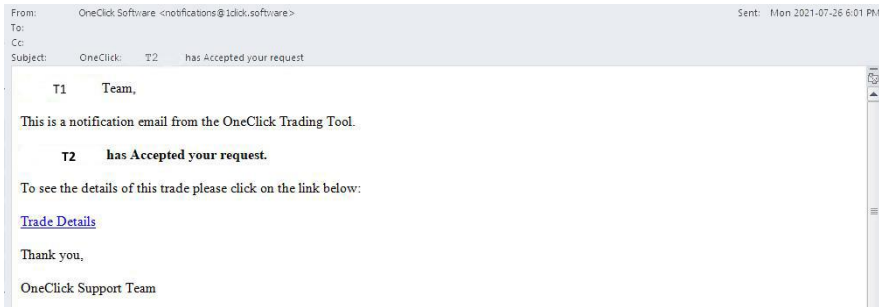 From: OneClick Software <notifications@1click.software>
Sent: Mon 2021-07-26 6:01 PM
To:
Cc:
Subject: OneClick: T2 has Accepted your request
T1 Team,
This is a notification email from the OneClick Trading Tool.
T2 has Accepted your request.
To see the details of this trade please click on the link below:
Trade Details
Thank you,
OneClick Support Team